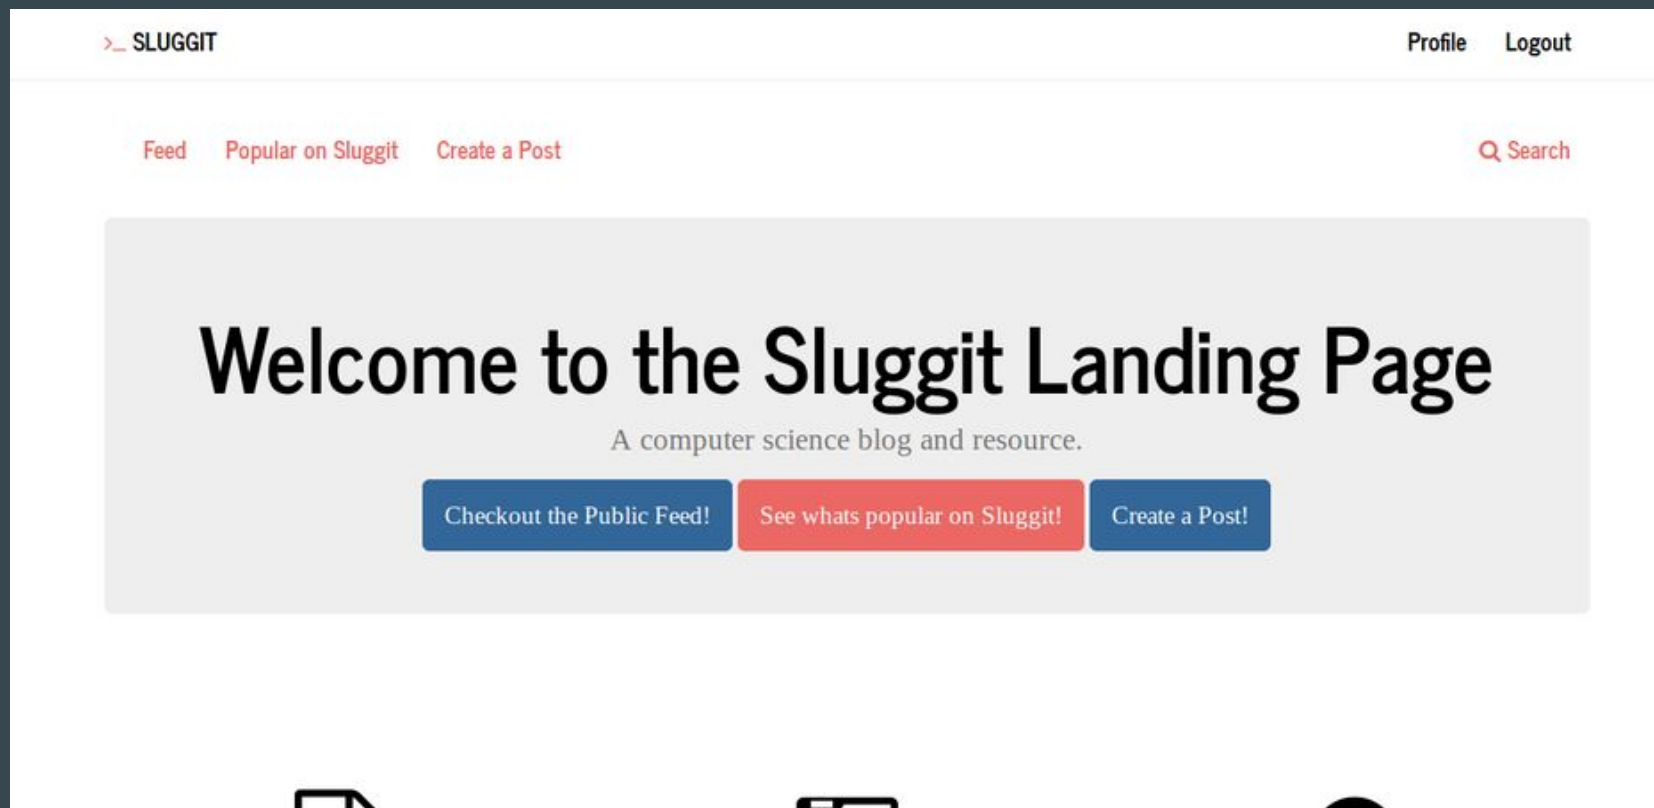 >_ SLUGGIT Profile Logout
Feed Popular on Sluggit Create a Post Search
Welcome to the Sluggit Landing Page
A computer science blog and resource.
Checkout the Public Feed! See whats popular on Sluggit! Create a Post!